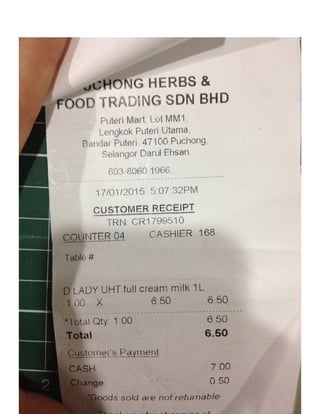 UCHONG HERBS &
FOOD TRADING SDN BHD
Puteri Mart, Lot MM1,
Lengkok Puteri Utama,
Bandar Puteri, 47100 Puchong,
Selangor Darul Ehsan
603-8060 1966,
17/01/2015 5:07:32PM
CUSTOMER RECEIPT
TRN: CR1799510
COUNTER 04 CASHIER 168
Table #
D LADY UHT full cream milk 1L
1.00 X 6.50 6.50
*Total Qty: 1.00 6.50
Total 6.50
Customer's Payment
CASH 7.00
Change 0.50
*Goods sold are not returnable
2